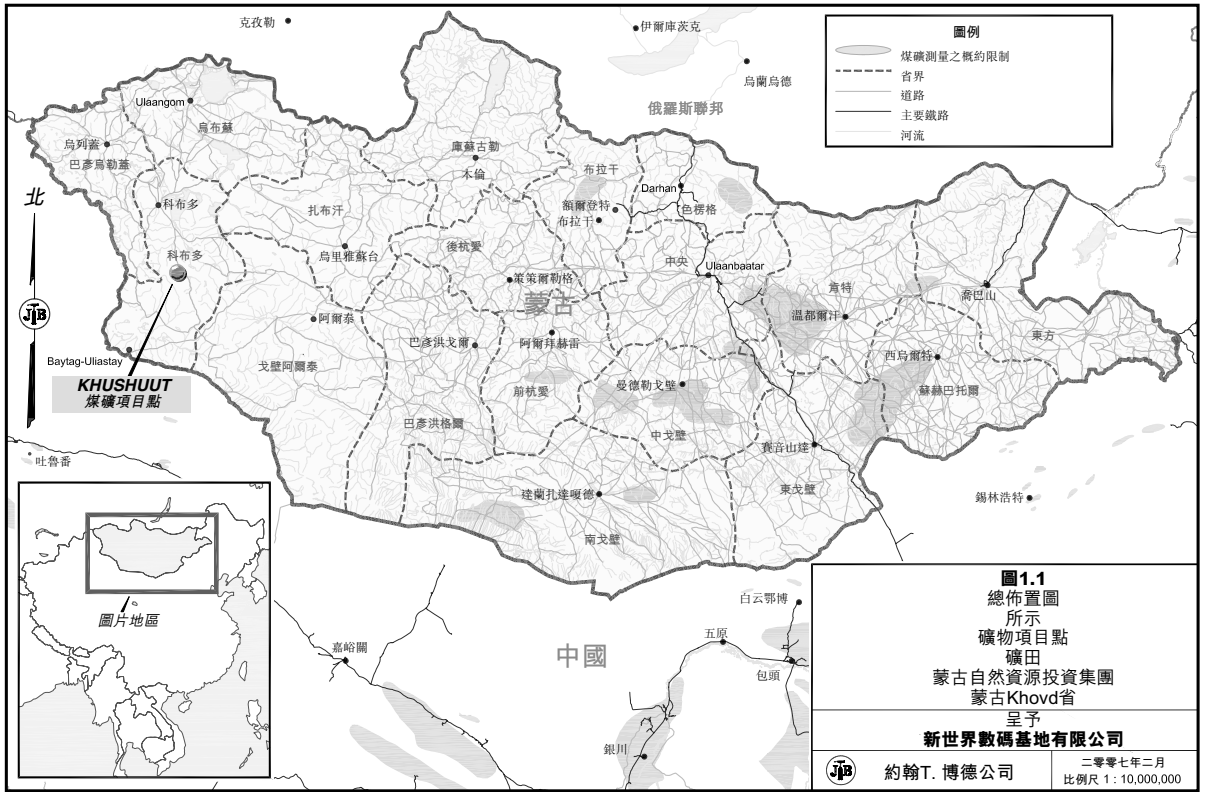 克孜勒
伊爾庫茨克
烏蘭烏德
俄羅斯聯邦
圖例
煤礦測量之概約限制
省界
道路
主要鐵路
河流
Ulaangom
烏布蘇
烏列蓋
巴彥烏勒蓋
庫蘇古勒
木倫
布拉干
Darhan
額爾登特
色楞格
布拉干
北
科布多
扎布汗
科布多
烏里雅蘇台
後杭愛
中央
Ulaanbaatar
策策爾勒格
肯特
喬巴山
蒙古
JTB
阿爾泰
溫都爾汗
東方
巴彥洪戈爾
阿爾拜赫雷
西烏爾特
Baytag-Uliastay
戈壁阿爾泰
曼德勒戈壁
蘇赫巴托爾
KHUSHUUT
煤礦項目點
前杭愛
巴彥洪格爾
中戈壁
賽音山達
吐魯番
達蘭扎達嗄德
東戈壁
錫林浩特
南戈壁
圖片地區
白云鄂博
嘉峪關
五原
中國
包頭
銀川
圖1.1
總佈置圖
所示
礦物項目點
礦田
蒙古自然資源投資集團
蒙古Khovd省
呈予
新世界數碼基地有限公司
JTB
約翰T. 博德公司
二零零七年二月
比例尺 1 : 10,000,000